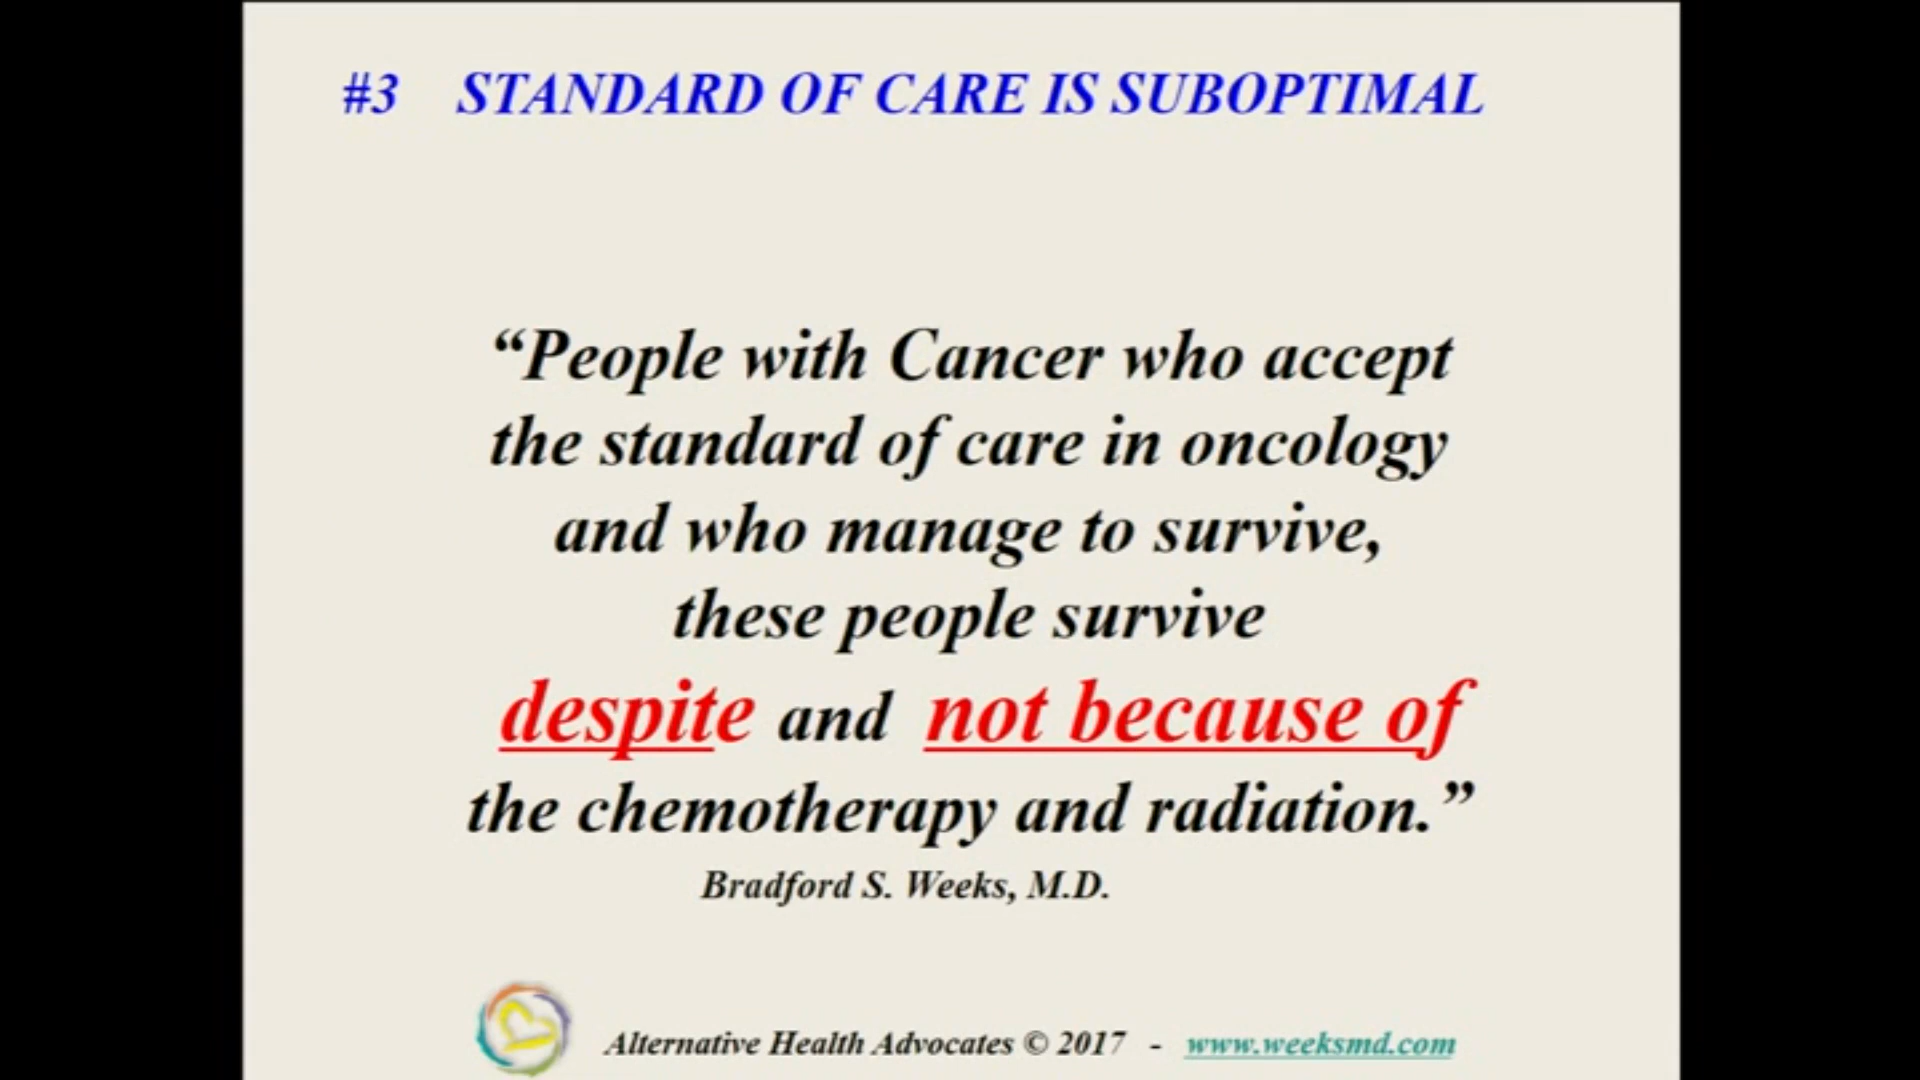 #3 STANDARD OF CARE IS SUBOPTIMAL
“People with Cancer who accept
the standard of care in oncology
and who manage to survive,
these people survive
despite and not because of
the chemotherapy and radiation.”
Bradford S. Weeks, M.D.
Alternative Health Advocates © 2017 - www.weeksmd.com